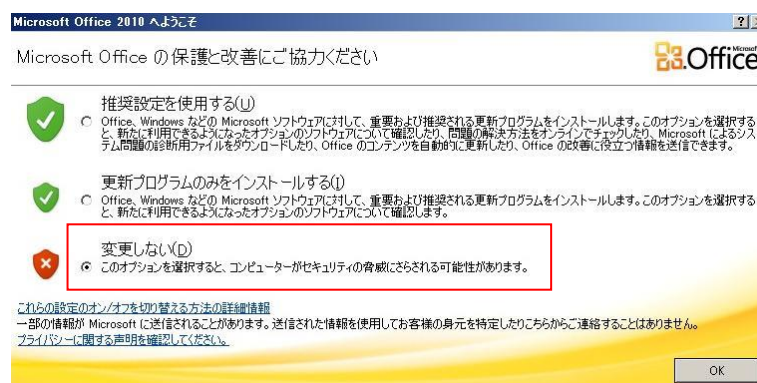 Microsoft Office 2010 へようこそ
Microsoft Office の保護と改善にご協力ください
Microsoft
Office
推奨設定を使用する(U)
Office、Windows などの Microsoft ソフトウェアに対して、重要および推奨される更新プログラムをインストールします。このオプションを選択する
と、新たに利用できるようになったオプションのソフトウェアについて確認したり、問題の解決方法をオンラインでチェックしたり、Microsoft によるシス
テム問題の診断用ファイルをダウンロードしたり、Office のコンテンツを自動的に更新したり、Office の改善に役立つ情報を送信できます。
更新プログラムのみをインストールする(I)
Office、Windows などの Microsoft ソフトウェアに対して、重要および推奨される更新プログラムをインストールします。このオプションを選択する
と、新たに利用できるようになったオプションのソフトウェアについて確認します。
変更しない(D)
このオプションを選択すると、コンピューターがセキュリティの脅威にさらされる可能性があります。
これらの設定のオン/オフを切り替える方法の詳細情報
一部の情報が Microsoft に送信されることがあります。送信された情報を使用してお客様の身元を特定したりこちらからご連絡することはありません。
プライバシーに関する声明を確認してください。
OK